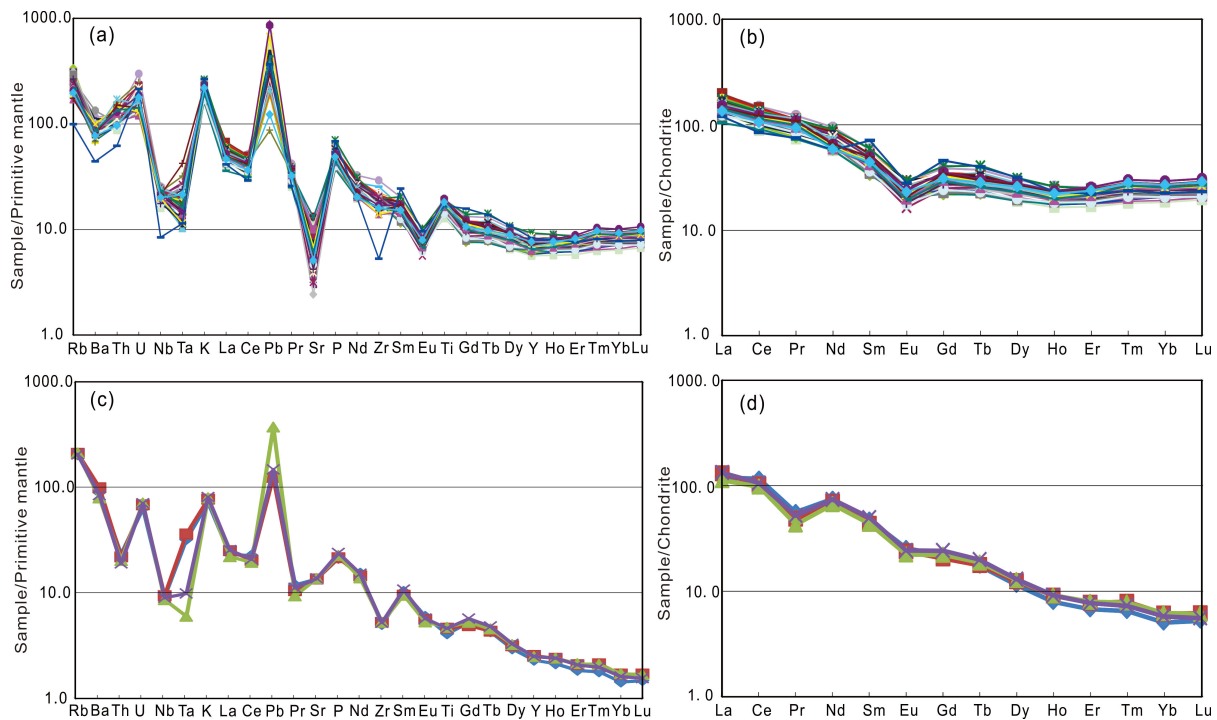 (a)
Sample/Primitive mantle
1000.0
100.0
10.0
1.0
Rb Ba Th U Nb Ta K La Ce Pb Pr Sr P Nd Zr Sm Eu Ti Gd Tb Dy Y Ho Er Tm Yb Lu
(b)
Sample/Chondrite
1000.0
100.0
10.0
1.0
La Ce Pr Nd Sm Eu Gd Tb Dy Ho Er Tm Yb Lu
(c)
Sample/Primitive mantle
1000.0
100.0
10.0
1.0
Rb Ba Th U Nb Ta K La Ce Pb Pr Sr P Nd Zr Sm Eu Ti Gd Tb Dy Y Ho Er Tm Yb Lu
(d)
Sample/Chondrite
1000.0
100.0
10.0
1.0
La Ce Pr Nd Sm Eu Gd Tb Dy Ho Er Tm Yb Lu